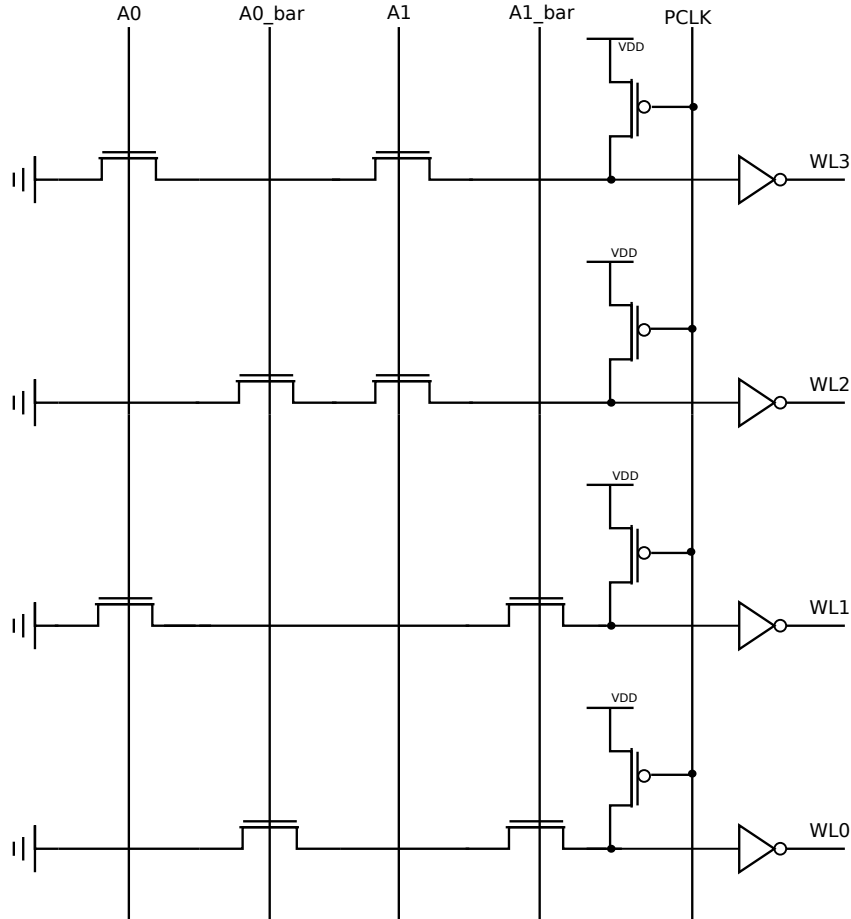 A0 A0_bar A1 A1_bar PCLK
VDD
WL3
VDD
WL2
VDD
WL1
VDD
WL0